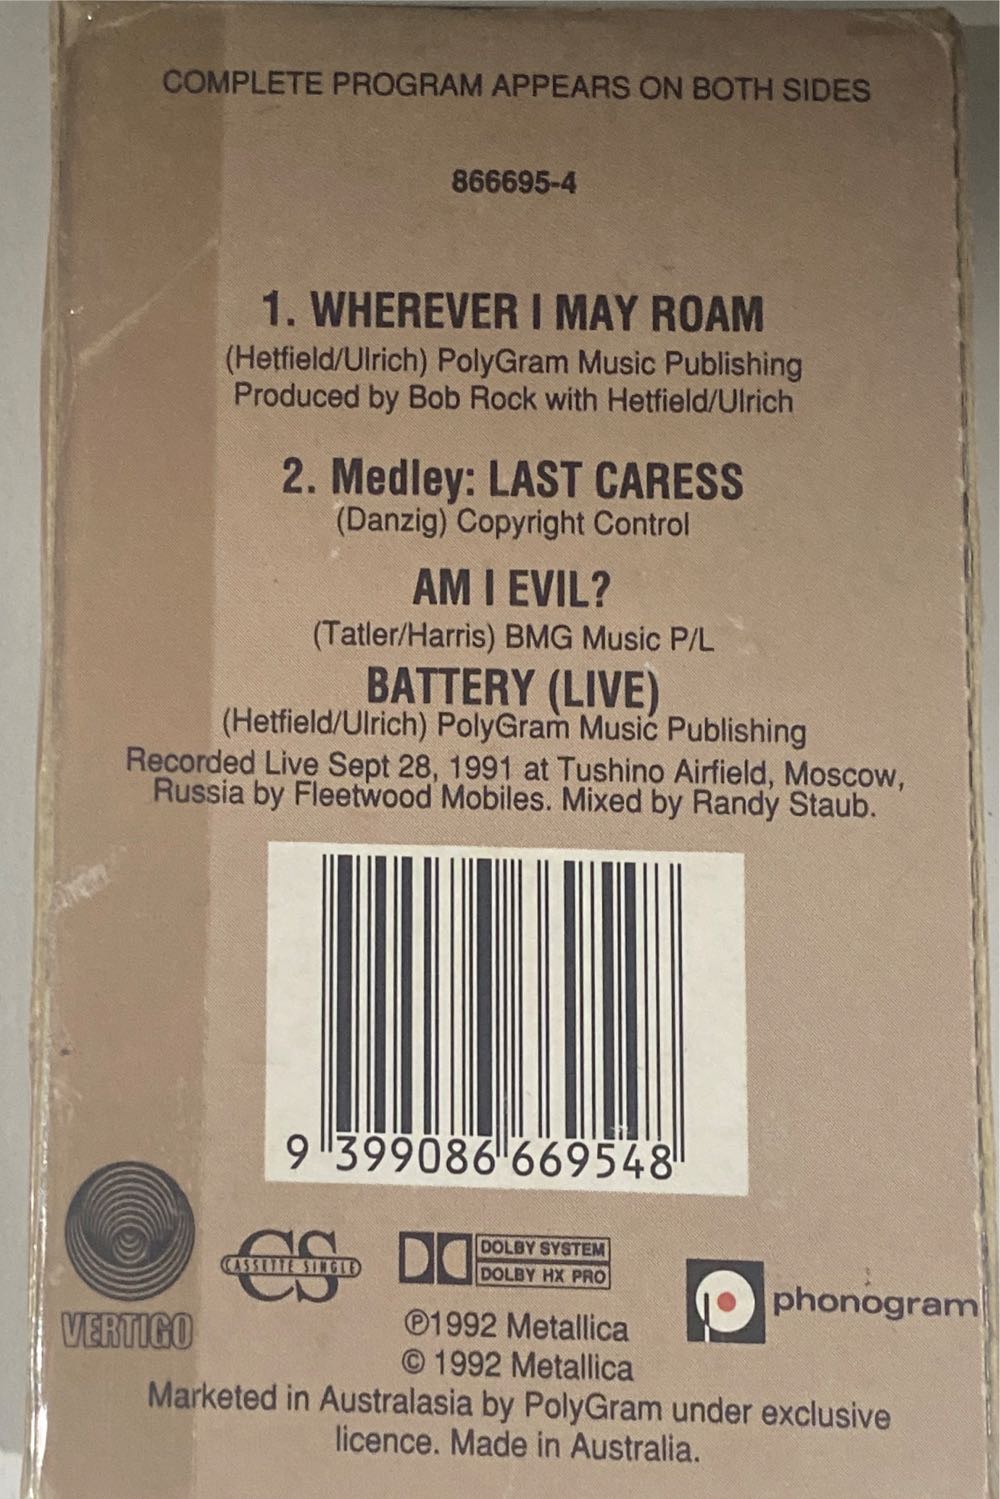 COMPLETE PROGRAM APPEARS ON BOTH SIDES
866695-4
1. WHEREVER I MAY ROAM
(Hetfield/Ulrich) PolyGram Music Publishing
Produced by Bob Rock with Hetfield/Ulrich
2. Medley: LAST CARESS
(Danzig) Copyright Control
AM I EVIL?
(Tatler/Harris) BMG Music P/L
BATTERY (LIVE)
(Hetfield/Ulrich) PolyGram Music Publishing
Recorded Live Sept 28, 1991 at Tushino Airfield, Moscow,
Russia by Fleetwood Mobiles. Mixed by Randy Staub.
9 399086 669548
VERTIGO
CS
CASSETTE SINGLE
DOLBY SYSTEM
DOLBY HX PRO
phonogram
℗1992 Metallica
© 1992 Metallica
Marketed in Australasia by PolyGram under exclusive
licence. Made in Australia.